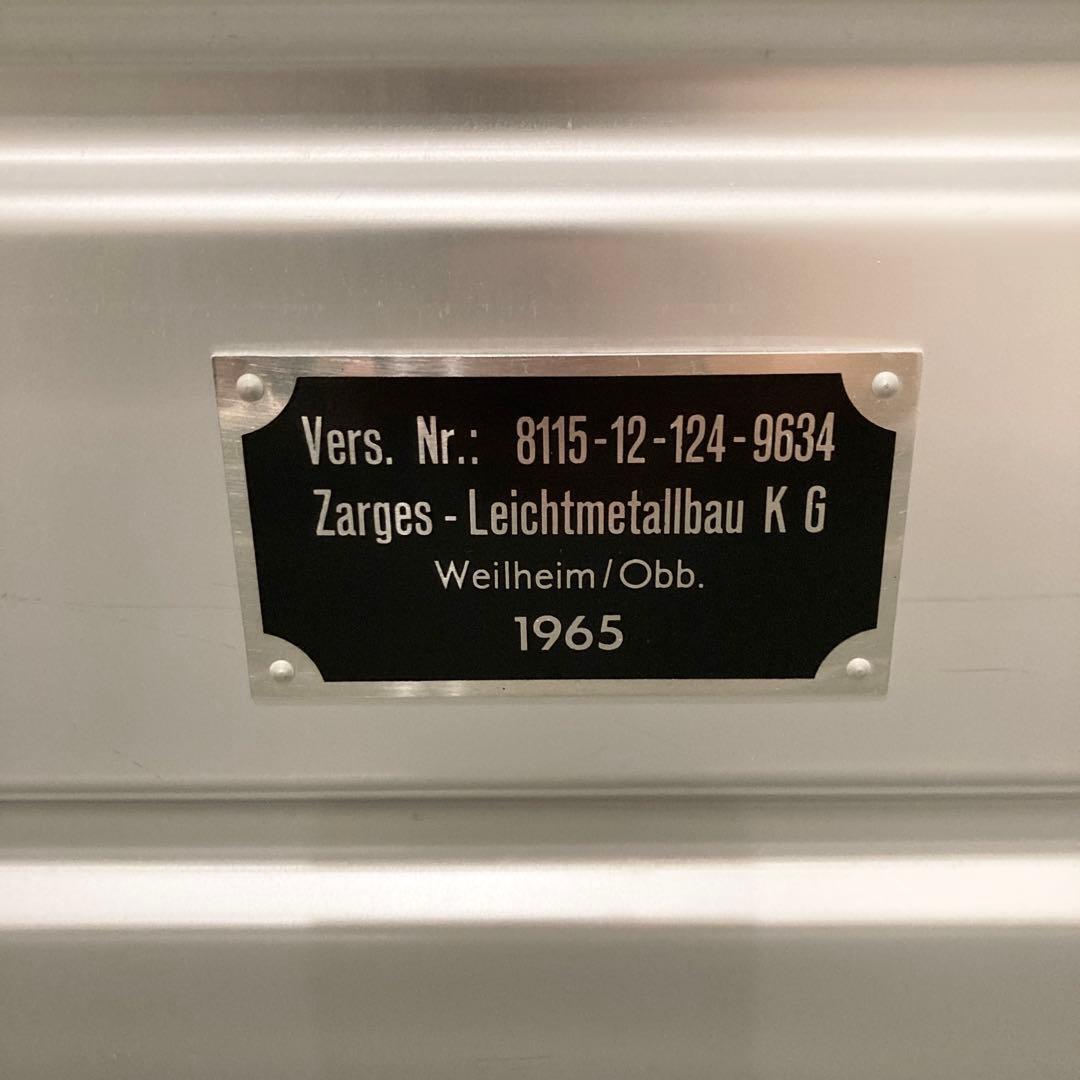 Vers. Nr.: 8115-12-124-9634
Zarges - Leichtmetallbau K G
Weilheim/Obb.
1965